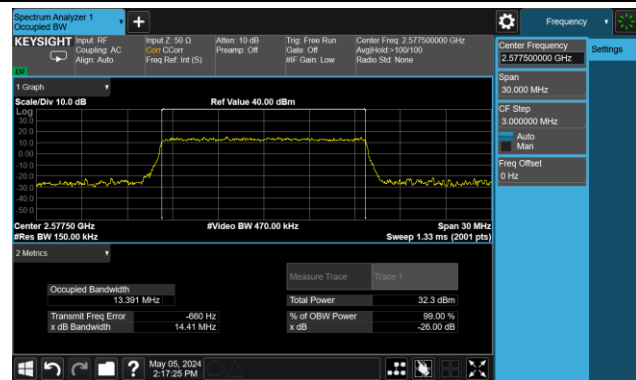 Spectrum Analyzer 1
Occupied BW
Frequency
KEYSIGHT
Input: RF
Coupling: AC
Align: Auto
Input Z: 50 Ω
Corr CCorr
Freq Ref: Int (S)
Atten: 10 dB
Preamp: Off
Trig: Free Run
Gate: Off
#IF Gain: Low
Center Freq: 2.577500000 GHz
Avg|Hold:>100/100
Radio Std: None
Center Frequency
2.577500000 GHz
Settings
Span
30.000 MHz
CF Step
3.000000 MHz
Auto
Man
Freq Offset
0 Hz
1 Graph
Scale/Div 10.0 dB
Ref Value 40.00 dBm
Log
30.0
20.0
10.0
0.00
-10.0
-20.0
-30.0
-40.0
-50.0
Center 2.57750 GHz
#Video BW 470.00 kHz
Span 30 MHz
#Res BW 150.00 kHz
Sweep 1.33 ms (2001 pts)
2 Metrics
Measure Trace
Trace 1
Occupied Bandwidth
13.391 MHz
Total Power
32.3 dBm
Transmit Freq Error
-660 Hz
% of OBW Power
99.00 %
x dB Bandwidth
14.41 MHz
x dB
-26.00 dB
May 05, 2024
2:17:25 PM